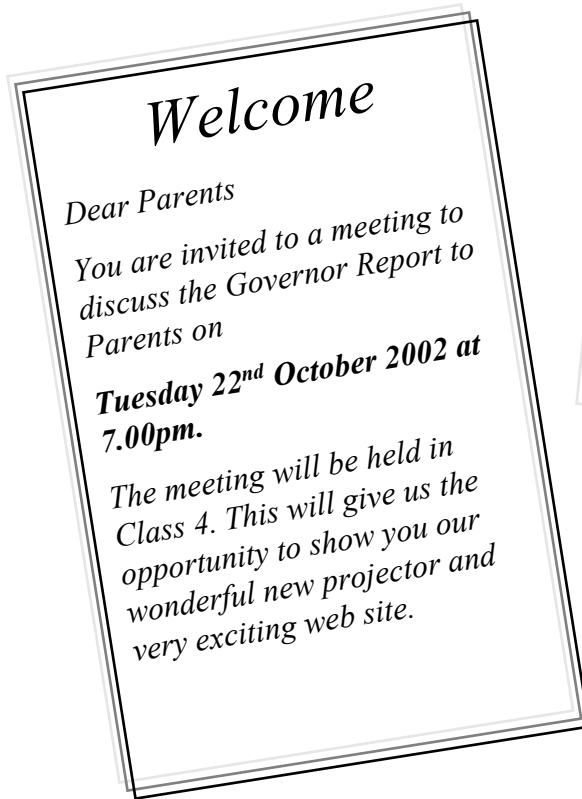 Welcome
Dear Parents
You are invited to a meeting to
discuss the Governor Report to
Parents on
Tuesday 22nd October 2002 at
7.00pm.
The meeting will be held in
Class 4. This will give us the
opportunity to show you our
wonderful new projector and
very exciting web site.